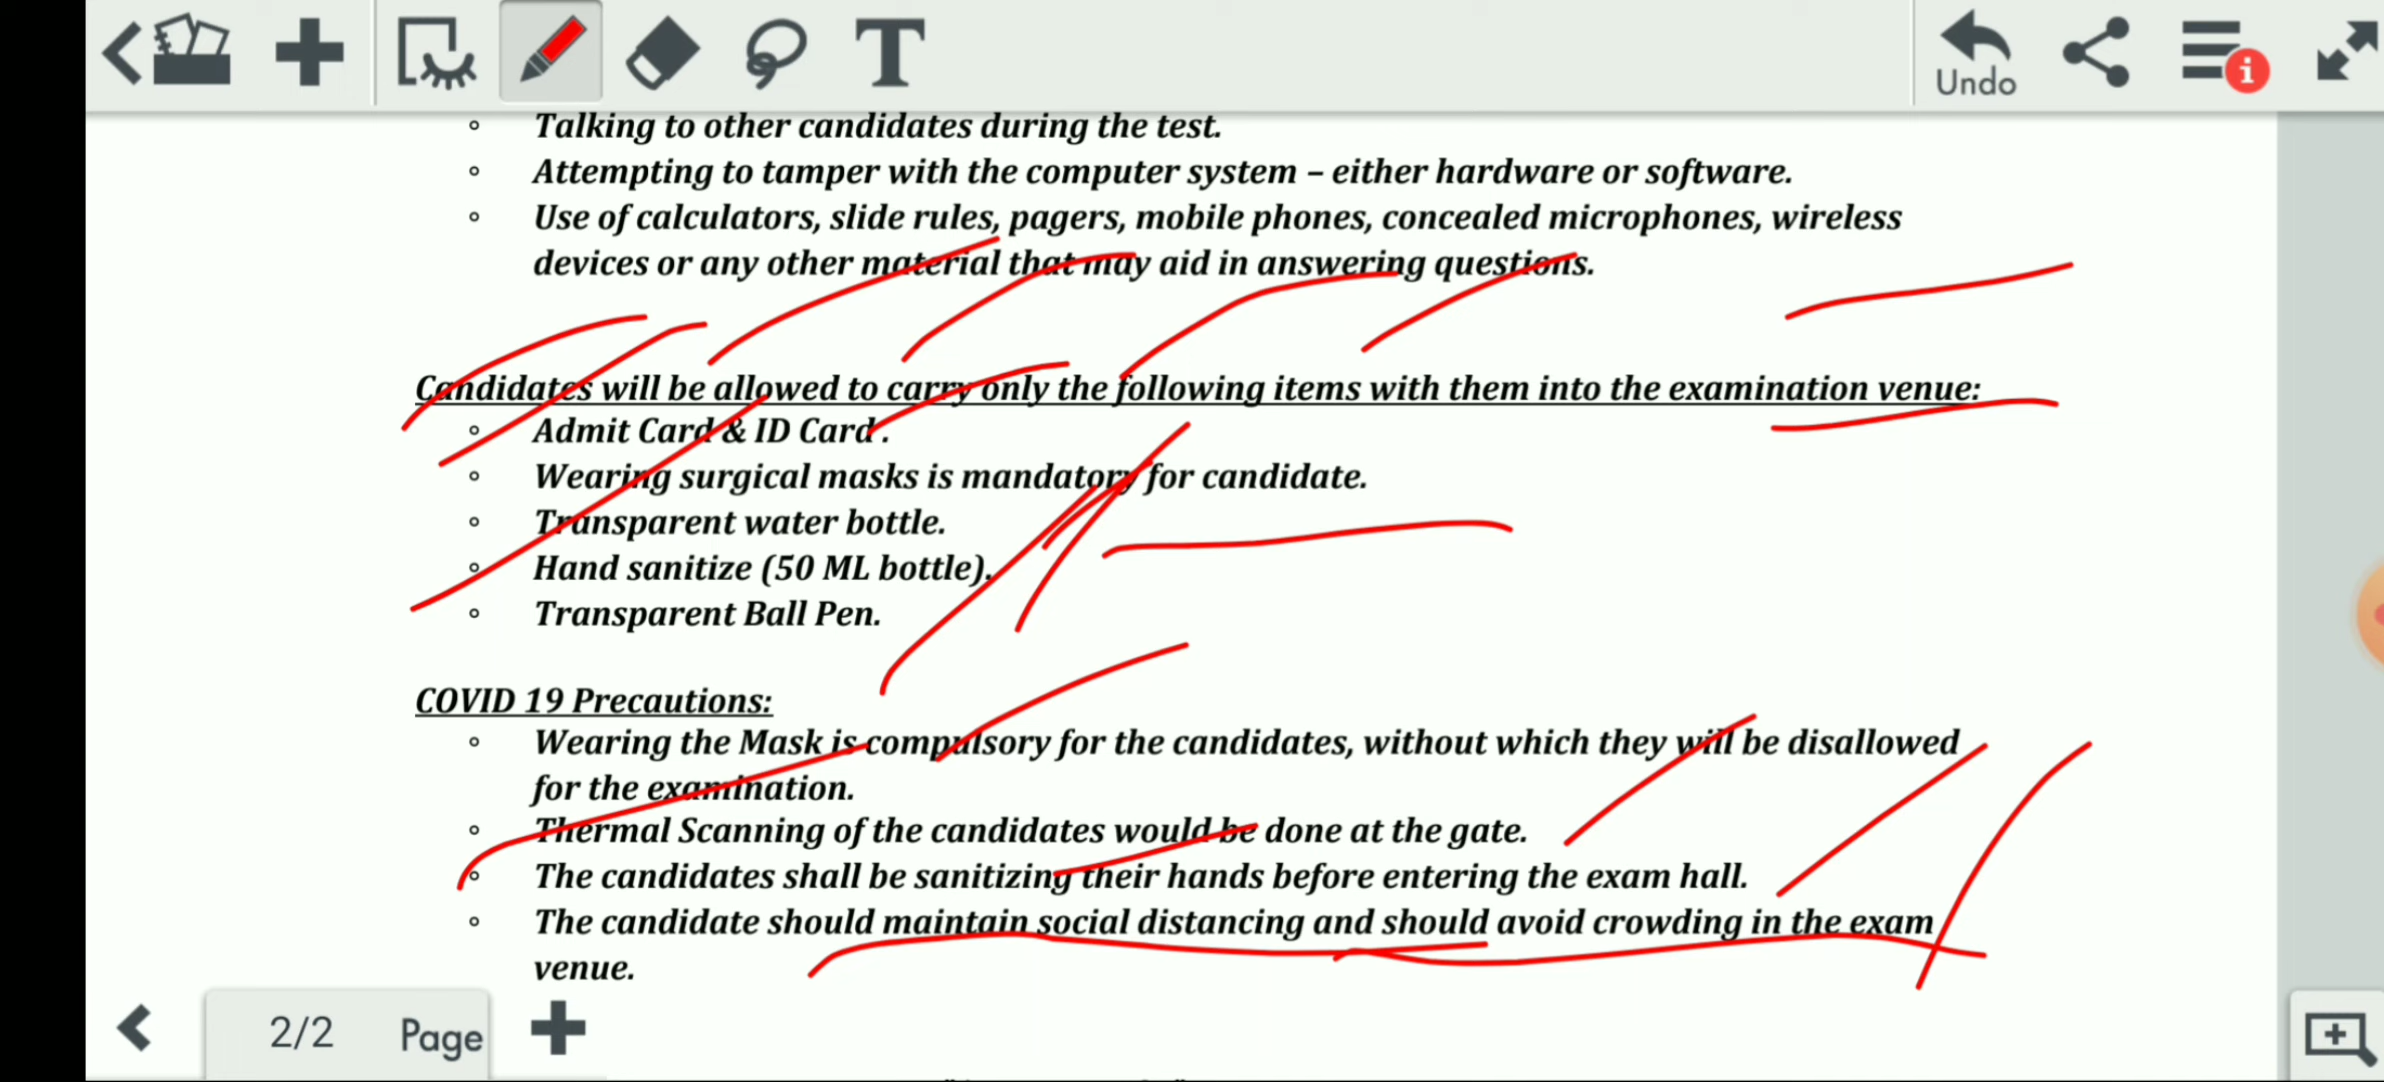 Undo
i
Talking to other candidates during the test.
Attempting to tamper with the computer system – either hardware or software.
Use of calculators, slide rules, pagers, mobile phones, concealed microphones, wireless
devices or any other material that may aid in answering questions.
Candidates will be allowed to carry only the following items with them into the examination venue:
Admit Card & ID Card .
Wearing surgical masks is mandatory for candidate.
Transparent water bottle.
Hand sanitize (50 ML bottle).
Transparent Ball Pen.
COVID 19 Precautions:
Wearing the Mask is compulsory for the candidates, without which they will be disallowed
for the examination.
Thermal Scanning of the candidates would be done at the gate.
The candidates shall be sanitizing their hands before entering the exam hall.
The candidate should maintain social distancing and should avoid crowding in the exam
venue.
2/2 Page